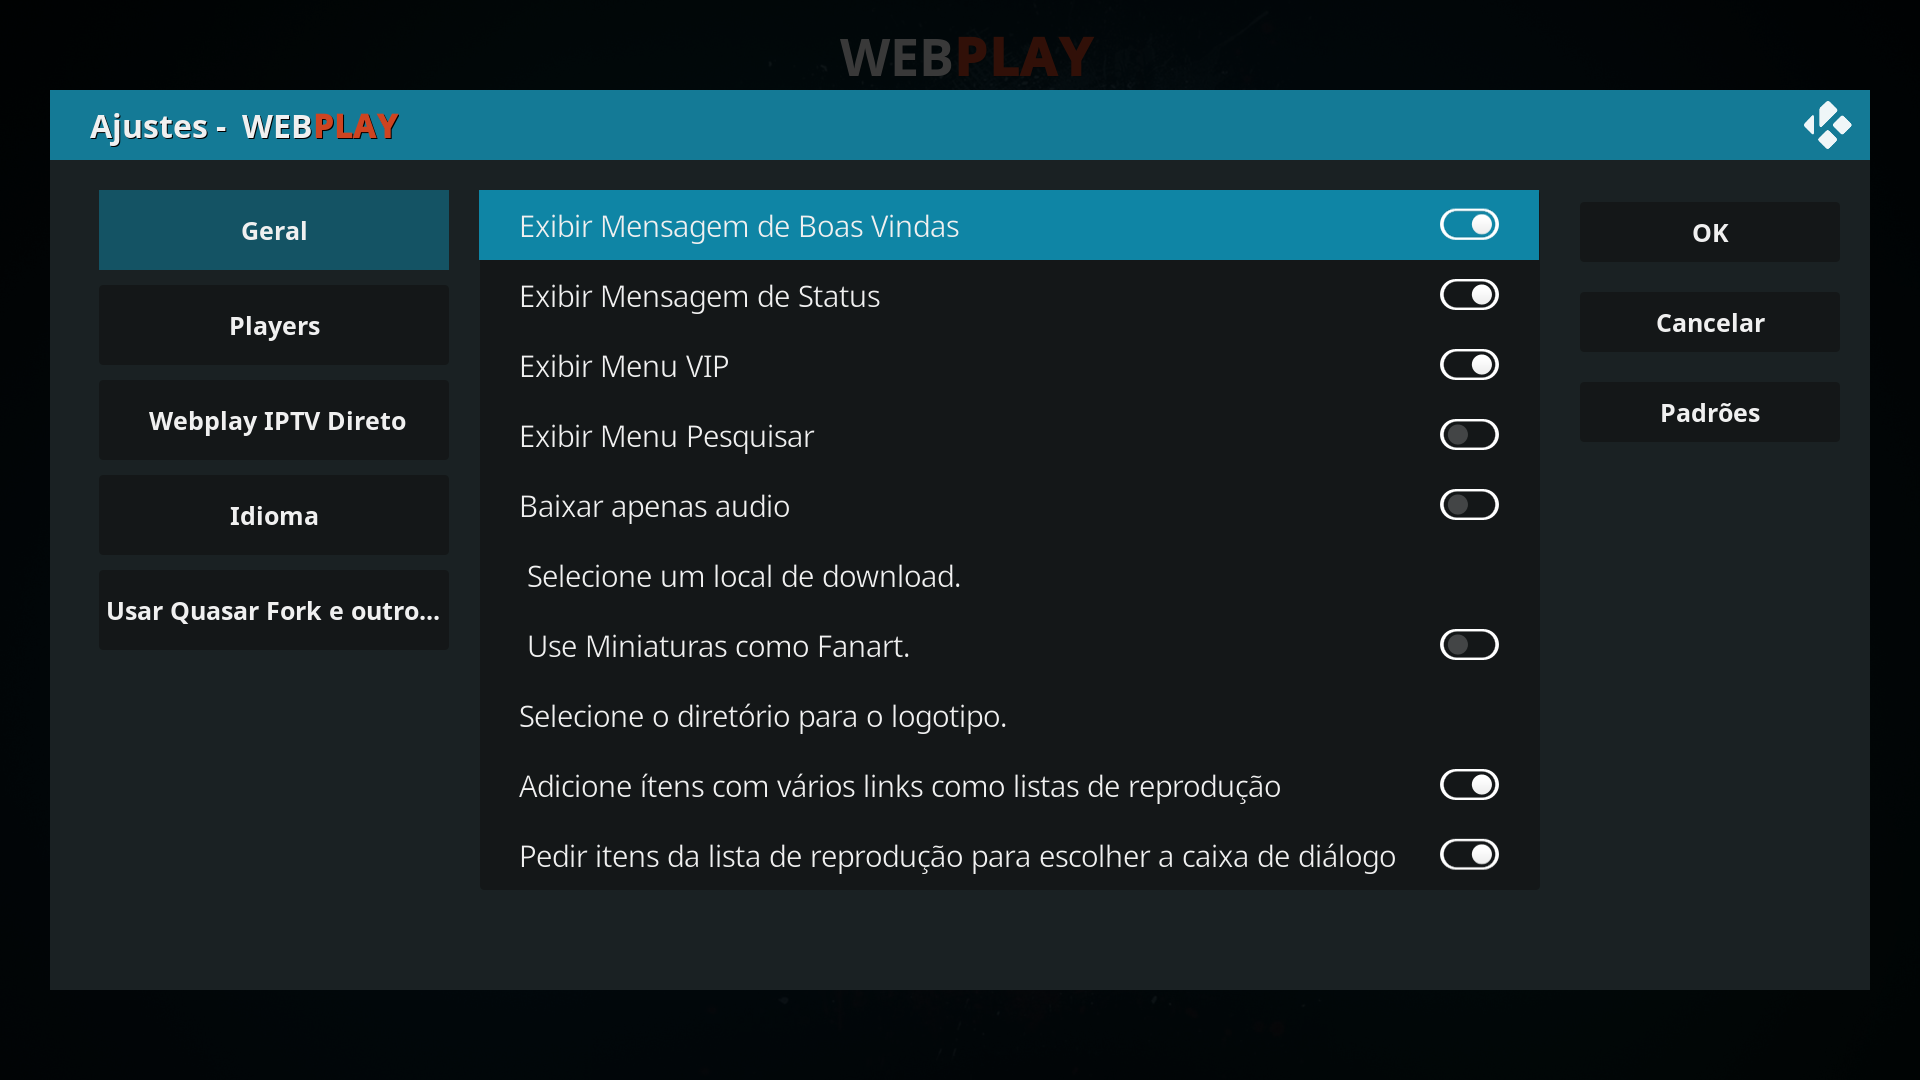 WEBPLAY
Ajustes - WEBPLAY
Geral
Players
Webplay IPTV Direto
Idioma
Usar Quasar Fork e outro...
Exibir Mensagem de Boas Vindas
Exibir Mensagem de Status
Exibir Menu VIP
Exibir Menu Pesquisar
Baixar apenas audio
Selecione um local de download.
Use Miniaturas como Fanart.
Selecione o diretório para o logotipo.
Adicione ítens com vários links como listas de reprodução
Pedir itens da lista de reprodução para escolher a caixa de diálogo
OK
Cancelar
Padrões